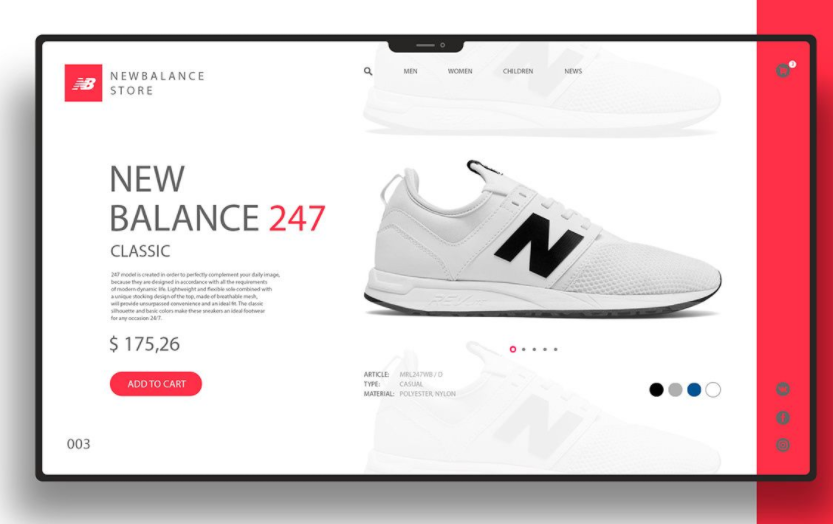 NB
NEWBALANCE
STORE
MEN WOMEN CHILDREN NEWS
NEW
BALANCE 247
CLASSIC
247 model is created in order to perfectly complement your daily image,
because they are designed in accordance with all the requirements
of modern dynamic life. Lightweight and flexible sole combined with
a unique stocking design of the top, made of breathable mesh,
will provide unsurpassed convenience and an ideal fit. The classic
silhouette and basic colors make these sneakers an ideal footwear
for any occasion 24/7.
$ 175,26
ADD TO CART
003
N
ARTICLE: MRL247WB / D
TYPE: CASUAL
MATERIAL: POLYESTER, NYLON